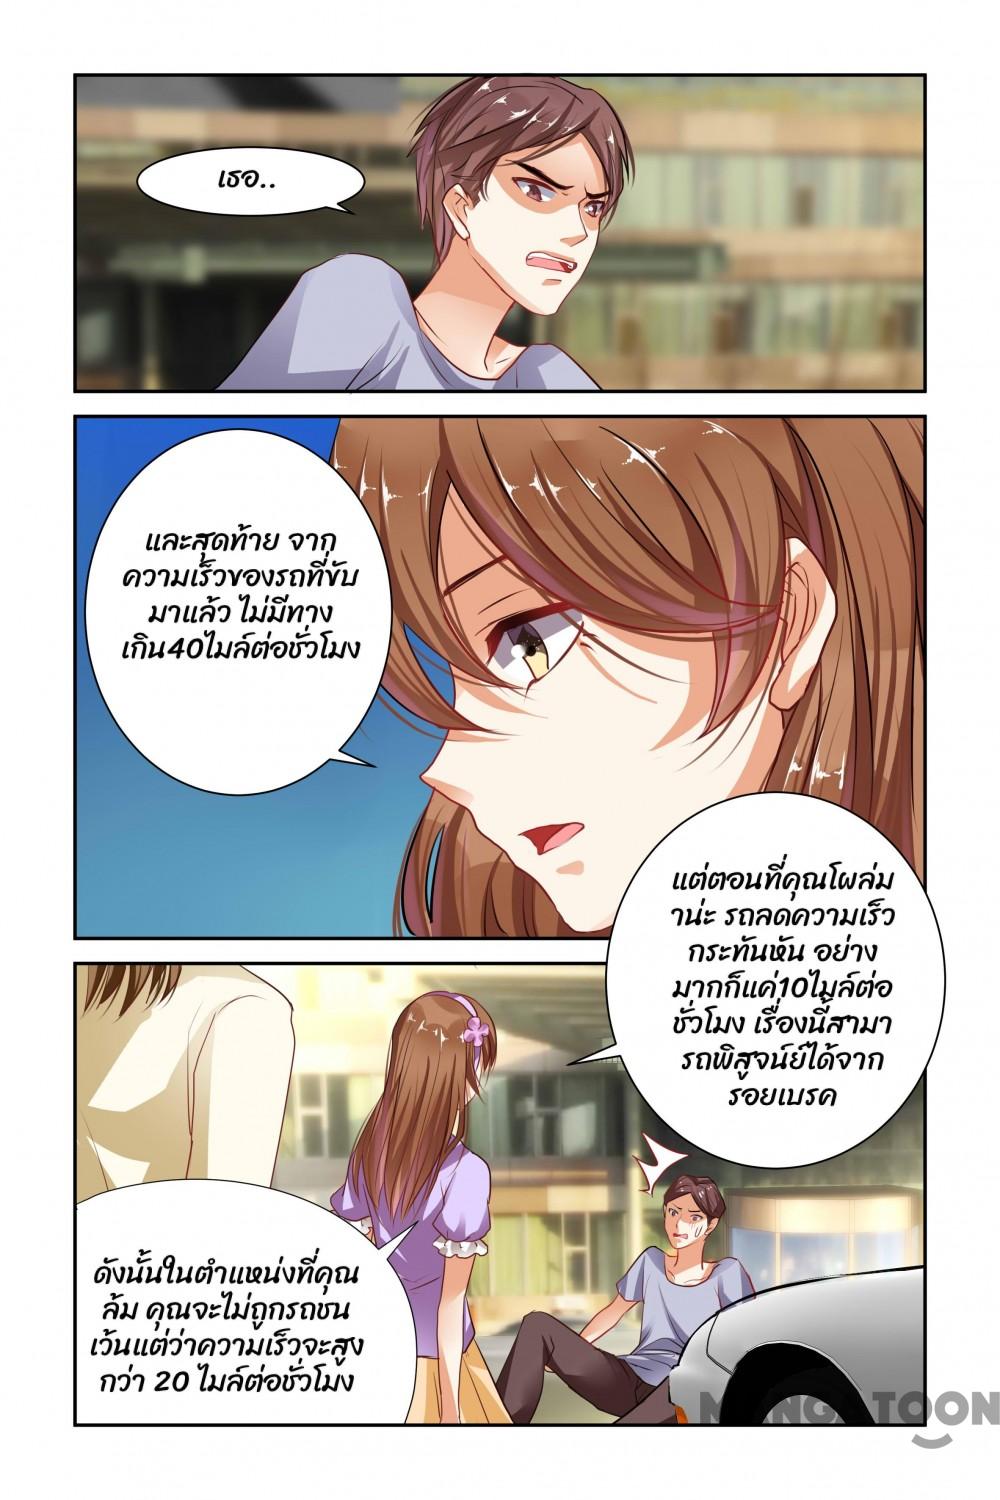 เธอ..
และสุดท้าย จาก
ความเร็วของรถที่ขับ
มาแล้ว ไม่มีทาง
เกิน40ไมล์ต่อชั่วโมง
แต่ตอนที่คุณโผล่ม
าน่ะ รถลดความเร็ว
กระทันหัน อย่าง
มากก็แค่10ไมล์ต่อ
ชั่วโมง เรื่องนี้สามา
รถพิสูจน์ย์ได้จาก
รอยเบรค
ดังนั้นในตำแหน่งที่คุณ
ล้ม คุณจะไม่ถูกรถชน
เว้นแต่ว่าความเร็วจะสูง
กว่า 20 ไมล์ต่อชั่วโมง
MANGATOON